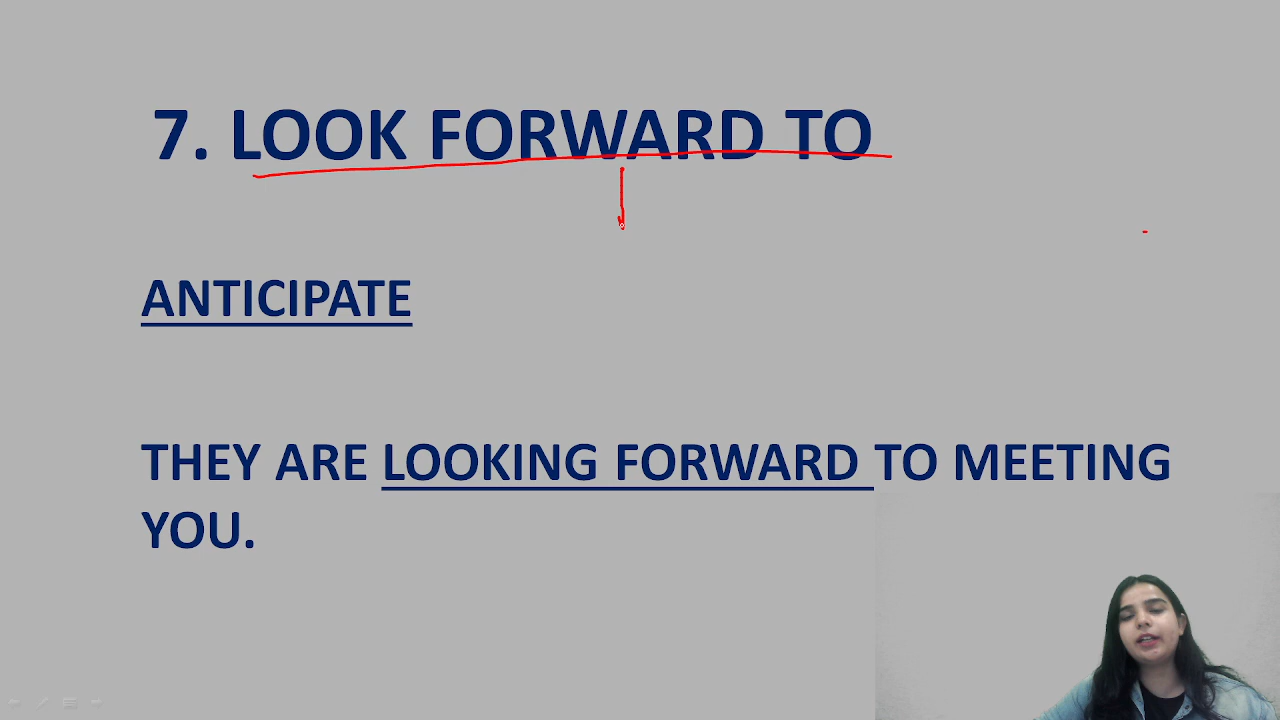 7. LOOK FORWARD TO
ANTICIPATE
THEY ARE LOOKING FORWARD TO MEETING
YOU.